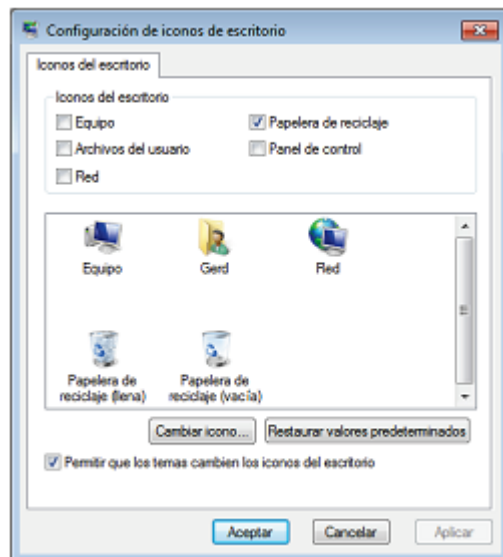 Configuración de iconos de escritorio
Iconos del escritorio
Iconos del escritorio
Equipo
Papelera de reciclaje
Archivos del usuario
Panel de control
Red
Equipo
Gerd
Red
Papelera de
reciclaje (llena)
Papelera de
reciclaje (vacía)
Cambiar icono...
Restaurar valores predeterminados
Permitir que los temas cambien los iconos del escritorio
Aceptar
Cancelar
Aplicar